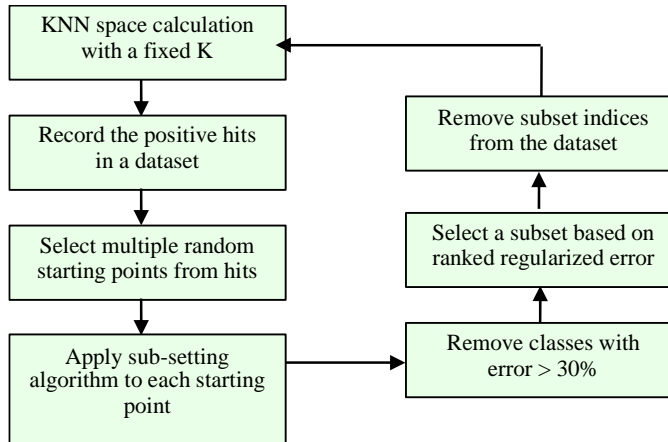 KNN space calculation
with a fixed K
Record the positive hits
in a dataset
Select multiple random
starting points from hits
Apply sub-setting
algorithm to each starting
point
Remove classes with
error > 30%
Select a subset based on
ranked regularized error
Remove subset indices
from the dataset